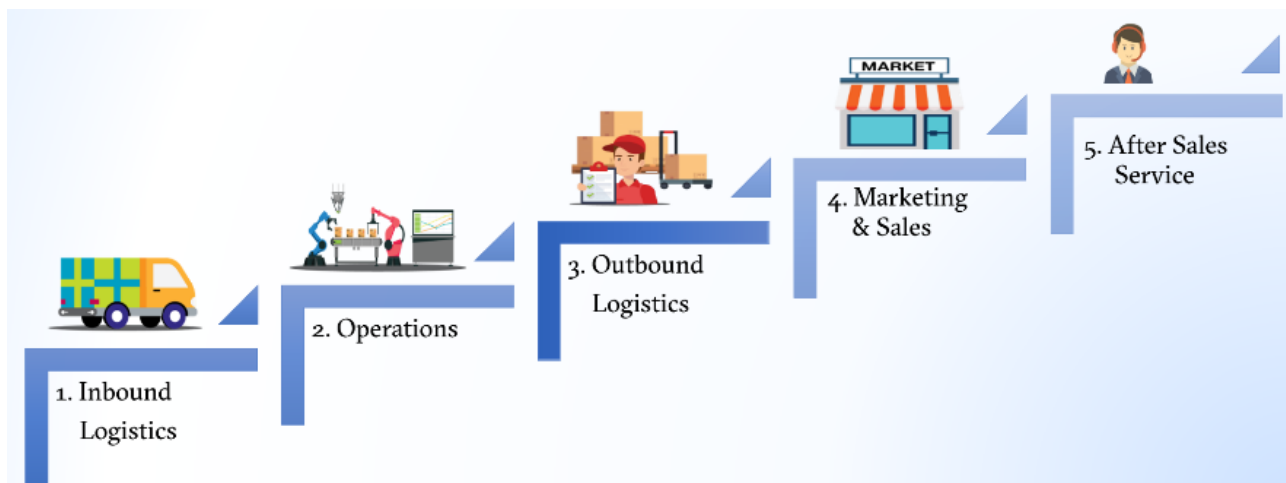 1. Inbound
Logistics
2. Operations
3. Outbound
Logistics
MARKET
4. Marketing
& Sales
5. After Sales
Service